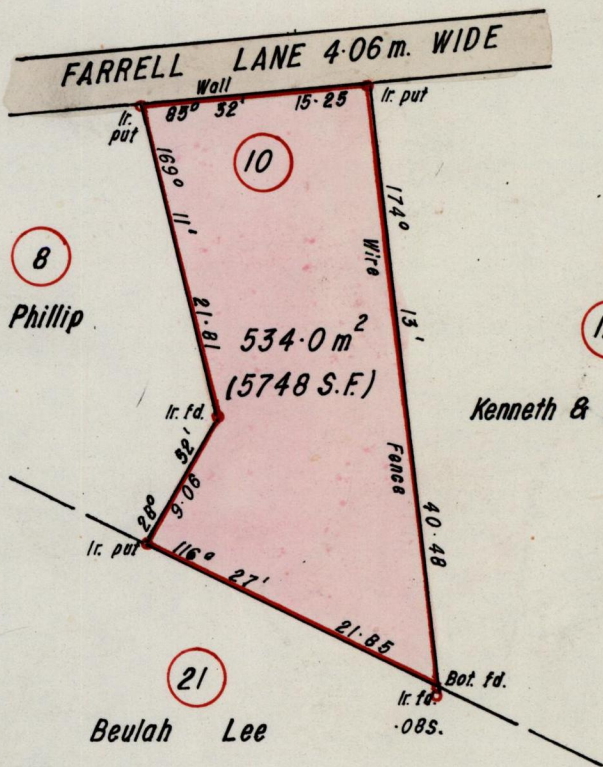 FARRELL LANE 4·06 m. WIDE
Wall
Ir. put
85° 32' 15·25
Ir. put
10
169° 11' 21·81
174° 13' 40·48
Wire Fence
8
Phillip
534·0 m²
(5748 S.F.)
Kenneth &
Ir. fd.
28° 32'
9·06
Ir. put
116° 27' 21·85
Bot. fd.
Ir. fd.
·08S.
21
Beulah Lee